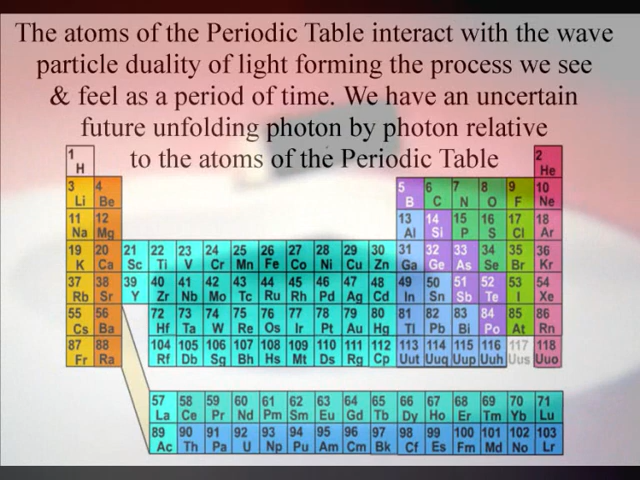 The atoms of the Periodic Table interact with the wave
particle duality of light forming the process we see
& feel as a period of time. We have an uncertain
future unfolding photon by photon relative
to the atoms of the Periodic Table
1 2
H He
3 4 5 6 7 8 9 10
Li Be B C N O F Ne
11 12 13 14 15 16 17 18
Na Mg Al Si P S Cl Ar
19 20 21 22 23 24 25 26 27 28 29 30 31 32 33 34 35 36
K Ca Sc Ti V Cr Mn Fe Co Ni Cu Zn Ga Ge As Se Br Kr
37 38 39 40 41 42 43 44 45 46 47 48 49 50 51 52 53 54
Rb Sr Y Zr Nb Mo Tc Ru Rh Pd Ag Cd In Sn Sb Te I Xe
55 56 72 73 74 75 76 77 78 79 80 81 82 83 84 85 86
Cs Ba Hf Ta W Re Os Ir Pt Au Hg Tl Pb Bi Po At Rn
87 88 104 105 106 107 108 109 110 111 112 113 114 115 116 117 118
Fr Ra Rf Db Sg Bh Hs Mt Ds Rg Cp Uut Uuq Uup Uuh Uus Uuo
57 58 59 60 61 62 63 64 65 66 67 68 69 70 71
La Ce Pr Nd Pm Sm Eu Gd Tb Dy Ho Er Tm Yb Lu
89 90 91 92 93 94 95 96 97 98 99 100 101 102 103
Ac Th Pa U Np Pu Am Cm Bk Cf Es Fm Md No Lr